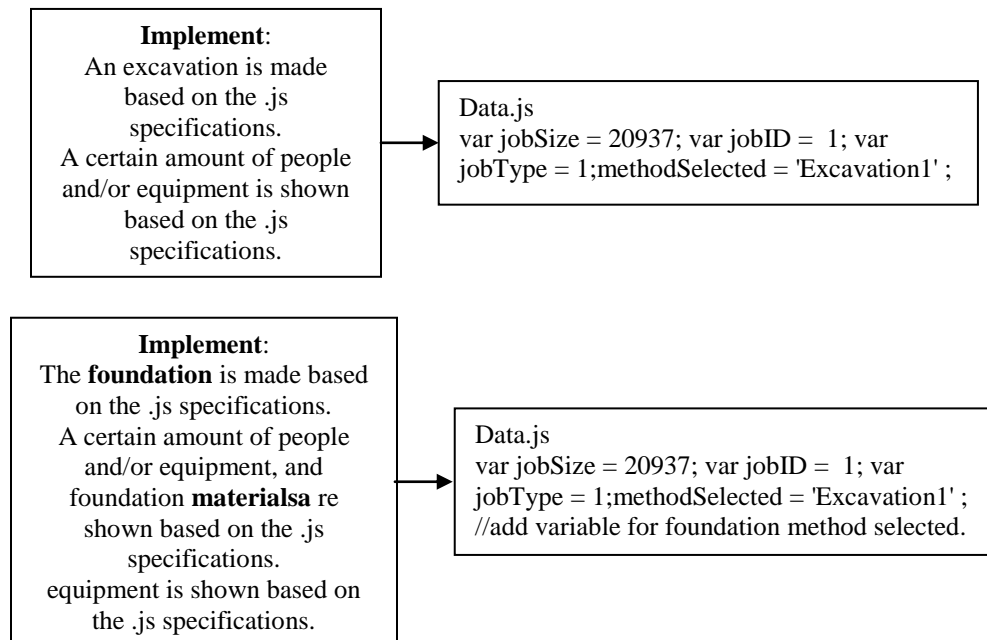 Implement:
An excavation is made
based on the .js
specifications.
A certain amount of people
and/or equipment is shown
based on the .js
specifications.
Data.js
var jobSize = 20937; var jobID =  1; var
jobType = 1;methodSelected = 'Excavation1' ;
Implement:
The foundation is made based
on the .js specifications.
A certain amount of people
and/or equipment, and
foundation materialsa re
shown based on the .js
specifications.
equipment is shown based on
the .js specifications.
Data.js
var jobSize = 20937; var jobID =  1; var
jobType = 1;methodSelected = 'Excavation1' ;
//add variable for foundation method selected.